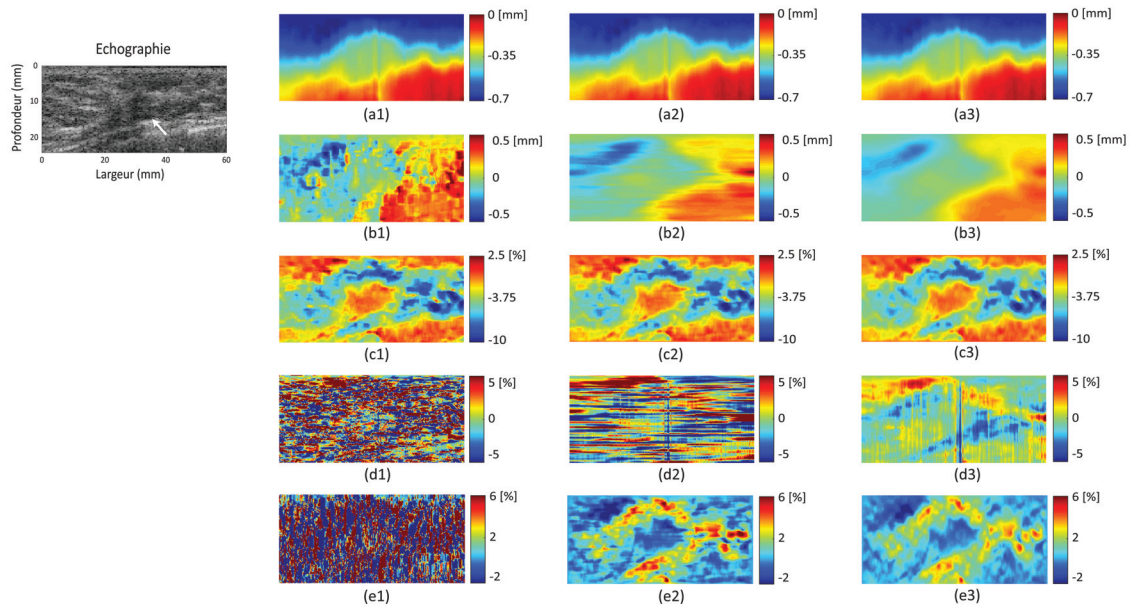 Echographie
Profondeur (mm)
0
10
20
0 20 40 60
Largeur (mm)
0 [mm] 0 [mm] 0 [mm]
-0.35 -0.35 -0.35
-0.7 -0.7 -0.7
(a1) (a2) (a3)
0.5 [mm] 0.5 [mm] 0.5 [mm]
0 0 0
-0.5 -0.5 -0.5
(b1) (b2) (b3)
2.5 [%] 2.5 [%] 2.5 [%]
-3.75 -3.75 -3.75
-10 -10 -10
(c1) (c2) (c3)
5 [%] 5 [%] 5 [%]
0 0 0
-5 -5 -5
(d1) (d2) (d3)
6 [%] 6 [%] 6 [%]
2 2 2
-2 -2 -2
(e1) (e2) (e3)